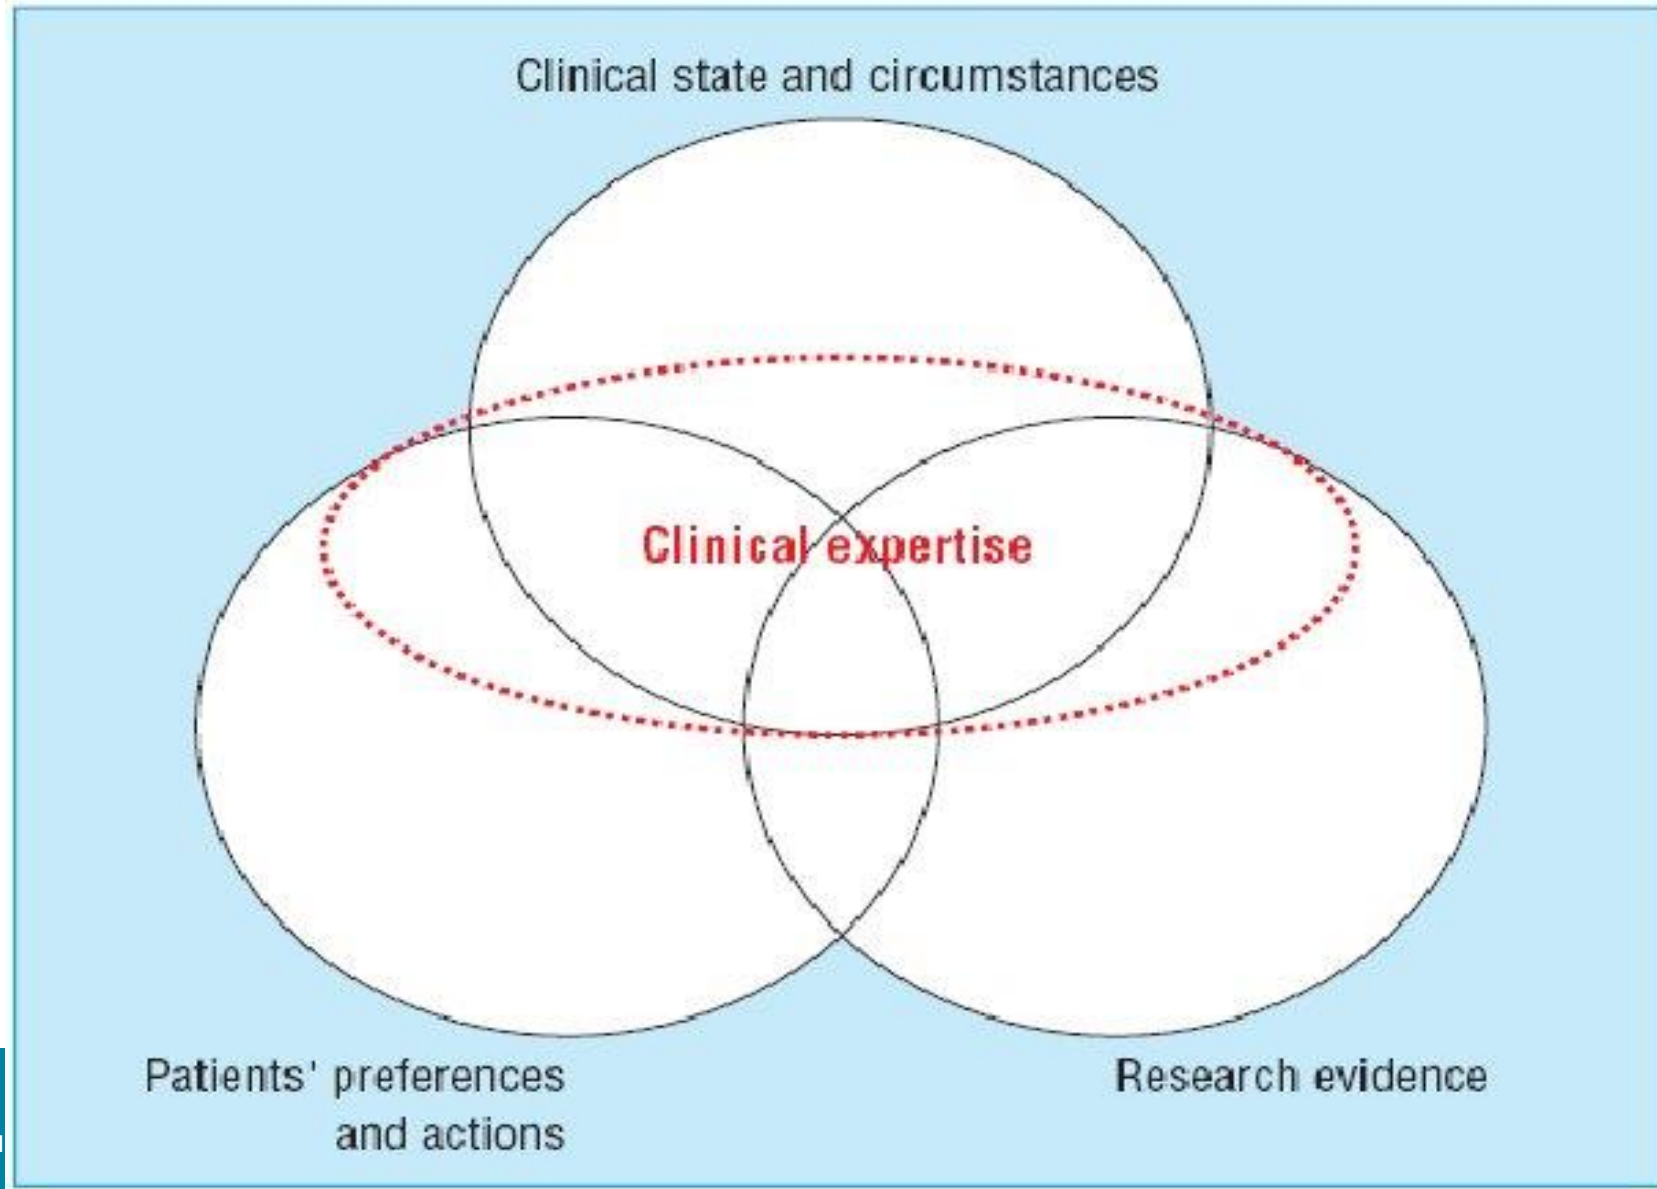 Clinical state and circumstances
Clinical expertise
Patients' preferences
and actions
Research evidence